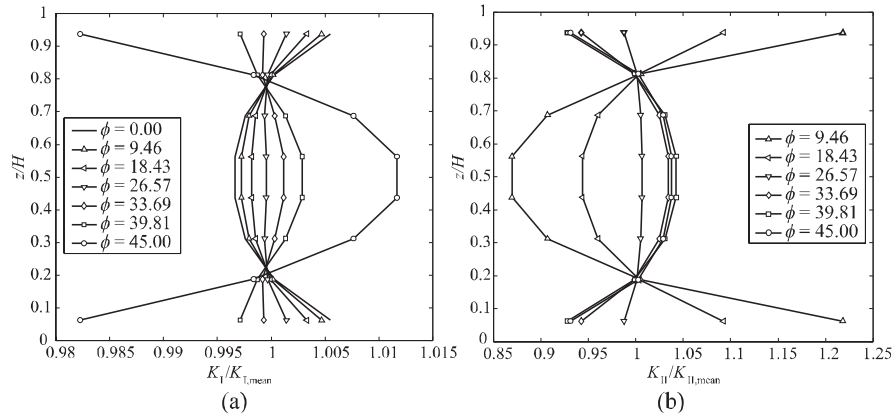 1
0.9
0.8
0.7
0.6
0.5
0.4
0.3
0.2
0.1
0
z/H
ϕ = 0.00
ϕ = 9.46
ϕ = 18.43
ϕ = 26.57
ϕ = 33.69
ϕ = 39.81
ϕ = 45.00
0.98 0.985 0.99 0.995 1 1.005 1.01 1.015
K_I/K_I,mean
(a)
1
0.9
0.8
0.7
0.6
0.5
0.4
0.3
0.2
0.1
0
z/H
ϕ = 9.46
ϕ = 18.43
ϕ = 26.57
ϕ = 33.69
ϕ = 39.81
ϕ = 45.00
0.85 0.9 0.95 1 1.05 1.1 1.15 1.2 1.25
K_II/K_II,mean
(b)